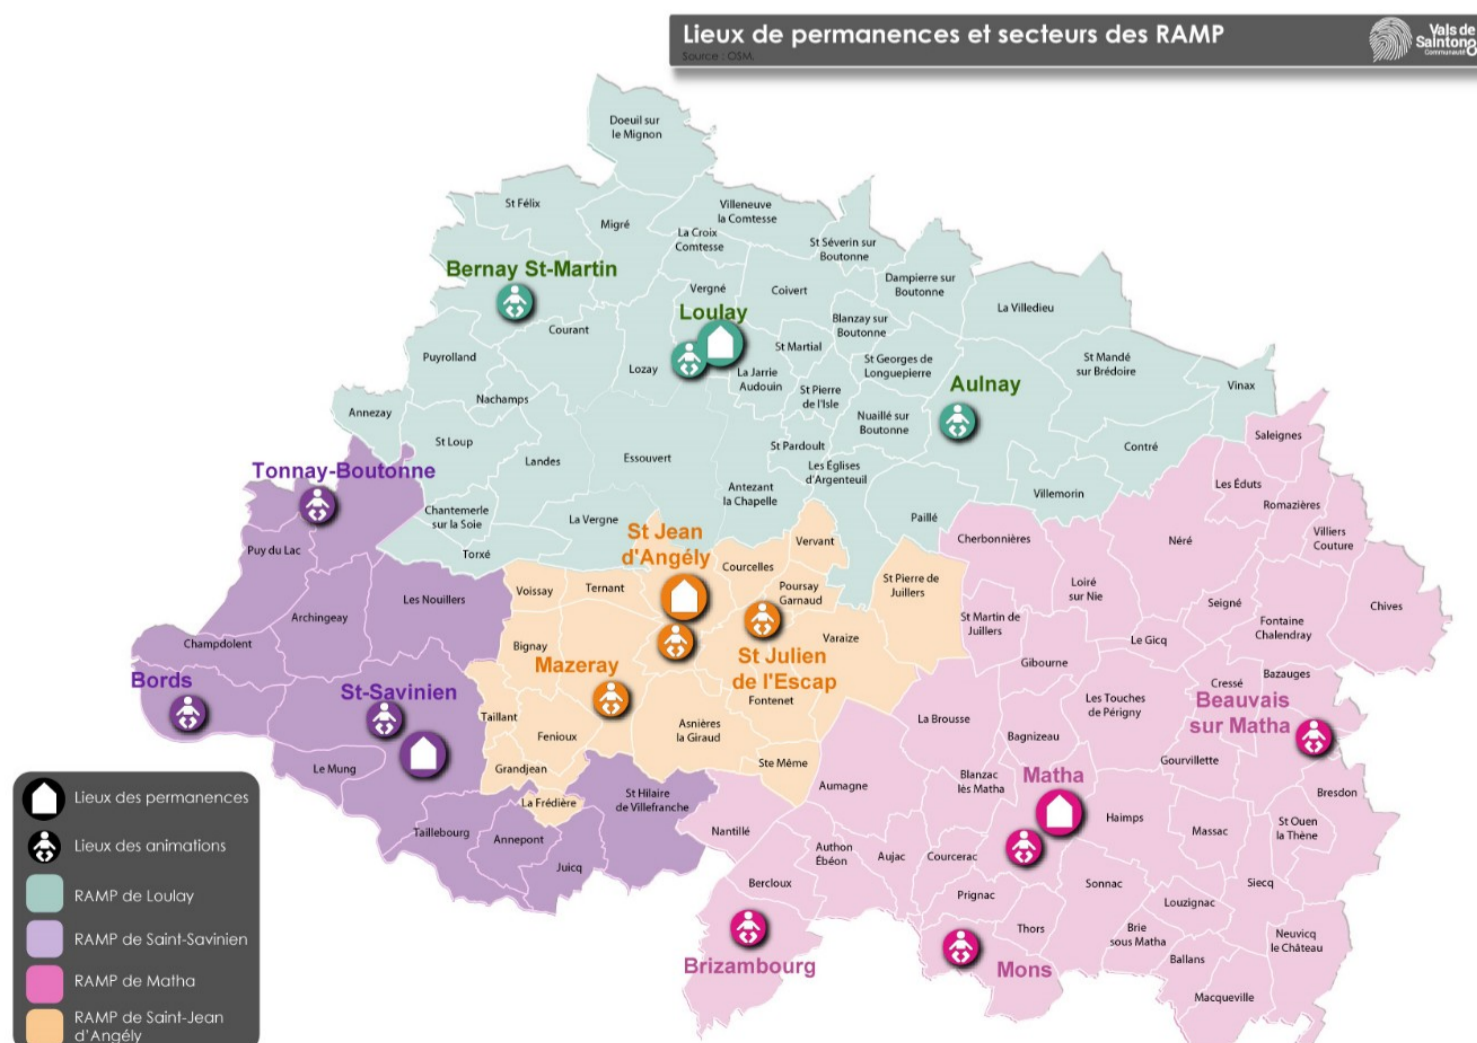 Lieux de permanences et secteurs des RAMP
Source : OSM
Vals de
Saintonge
Communauté
Doeuil sur
le Mignon
St Félix
Migré
Villeneuve
la Comtesse
La Croix
Comtesse
St Séverin sur
Boutonne
Bernay St-Martin
Vergné
Coivert
Dampierre sur
Boutonne
La Villedieu
Loulay
Courant
Blanzay sur
Boutonne
St Martial
Puyrolland
Lozay
La Jarrie
Audouin
St Georges de
Longuepierre
St Mandé
sur Brédoire
Aulnay
Vinax
St Pierre
de l'Isle
Nachamps
Annezay
Nuaillé sur
Boutonne
St Loup
St Pardoult
Contré
Saleignes
Landes
Essouvert
Les Églises
d'Argenteuil
Tonnay-Boutonne
Antezant
la Chapelle
Villemorin
Les Éduts
Romazières
Chantemerle
sur la Soie
La Vergne
Paillé
St Jean
d'Angély
Vervant
Cherbonnières
Néré
Villiers
Couture
Puy du Lac
Torxé
Courcelles
Voissay
Ternant
Poursay
Garnaud
St Pierre de
Juillers
Loiré
sur Nie
Les Nouillers
Seigné
Chives
Archingeay
St Martin de
Juillers
Fontaine
Chalendray
Champdolent
Bignay
Varaize
Le Gicq
Mazeray
St Julien
de l'Escap
Gibourne
Bazauges
Bords
St-Savinien
Cressé
Beauvais
sur Matha
Fontenet
Les Touches
de Périgny
Taillant
Asnières
la Giraud
La Brousse
Fenioux
Bagnizeau
Gourvillette
Le Mung
Grandjean
Ste Même
Aumagne
Blanzac
lès Matha
Matha
Bresdon
La Frédière
St Hilaire
de Villefranche
Haimps
Massac
St Ouen
la Thène
Nantillé
Taillebourg
Annepont
Authon
Ébéon
Aujac
Courcerac
Juicq
Bercloux
Prignac
Sonnac
Siecq
Louzignac
Thors
Brie
sous Matha
Neuvicq
le Château
Brizambourg
Mons
Ballans
Macqueville
Lieux des permanences
Lieux des animations
RAMP de Loulay
RAMP de Saint-Savinien
RAMP de Matha
RAMP de Saint-Jean
d'Angély